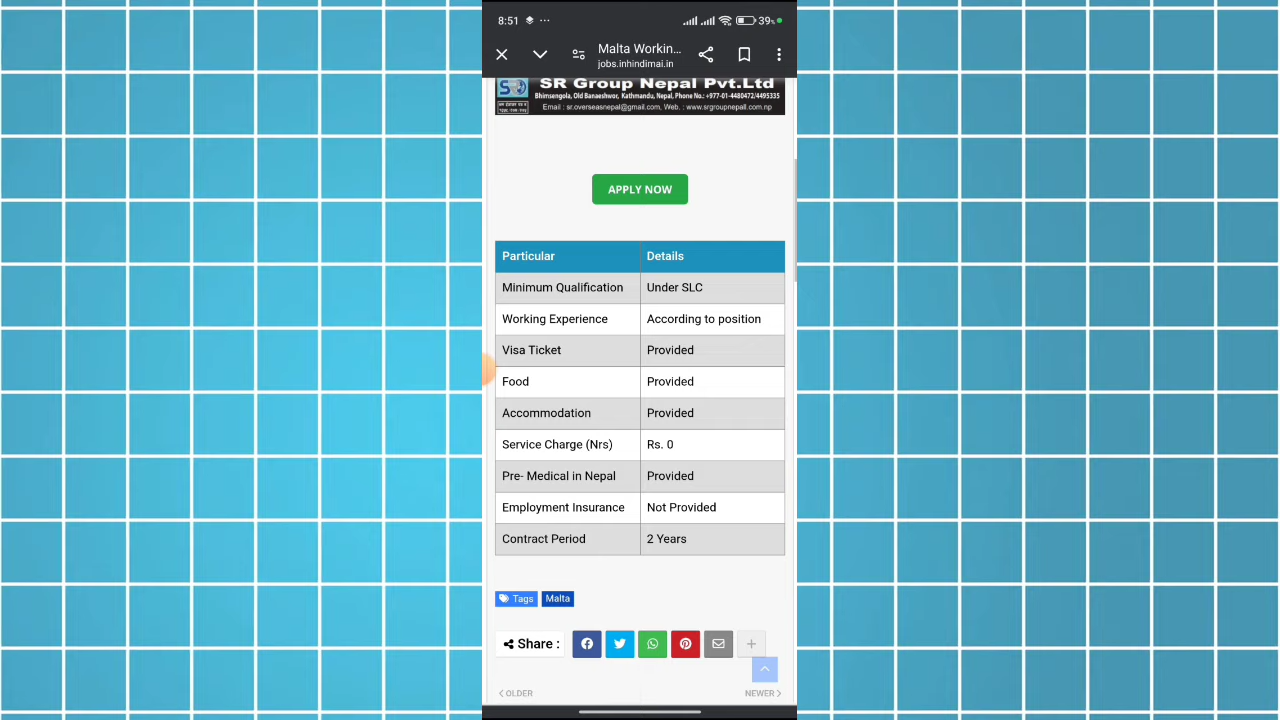 8:51
39%
Malta Workin...
jobs.inhindimai.in
SR Group Nepal Pvt.Ltd
Bhimsengola, Old Banaeshwor, Kathmandu, Nepal, Phone No.: +977-01-4480472/4495335
Email : sr.overseasnepal@gmail.com, Web. : www.srgroupnepall.com.np
APPLY NOW
Particular Details
Minimum Qualification Under SLC
Working Experience According to position
Visa Ticket Provided
Food Provided
Accommodation Provided
Service Charge (Nrs) Rs. 0
Pre- Medical in Nepal Provided
Employment Insurance Not Provided
Contract Period 2 Years
Tags Malta
Share :
OLDER NEWER